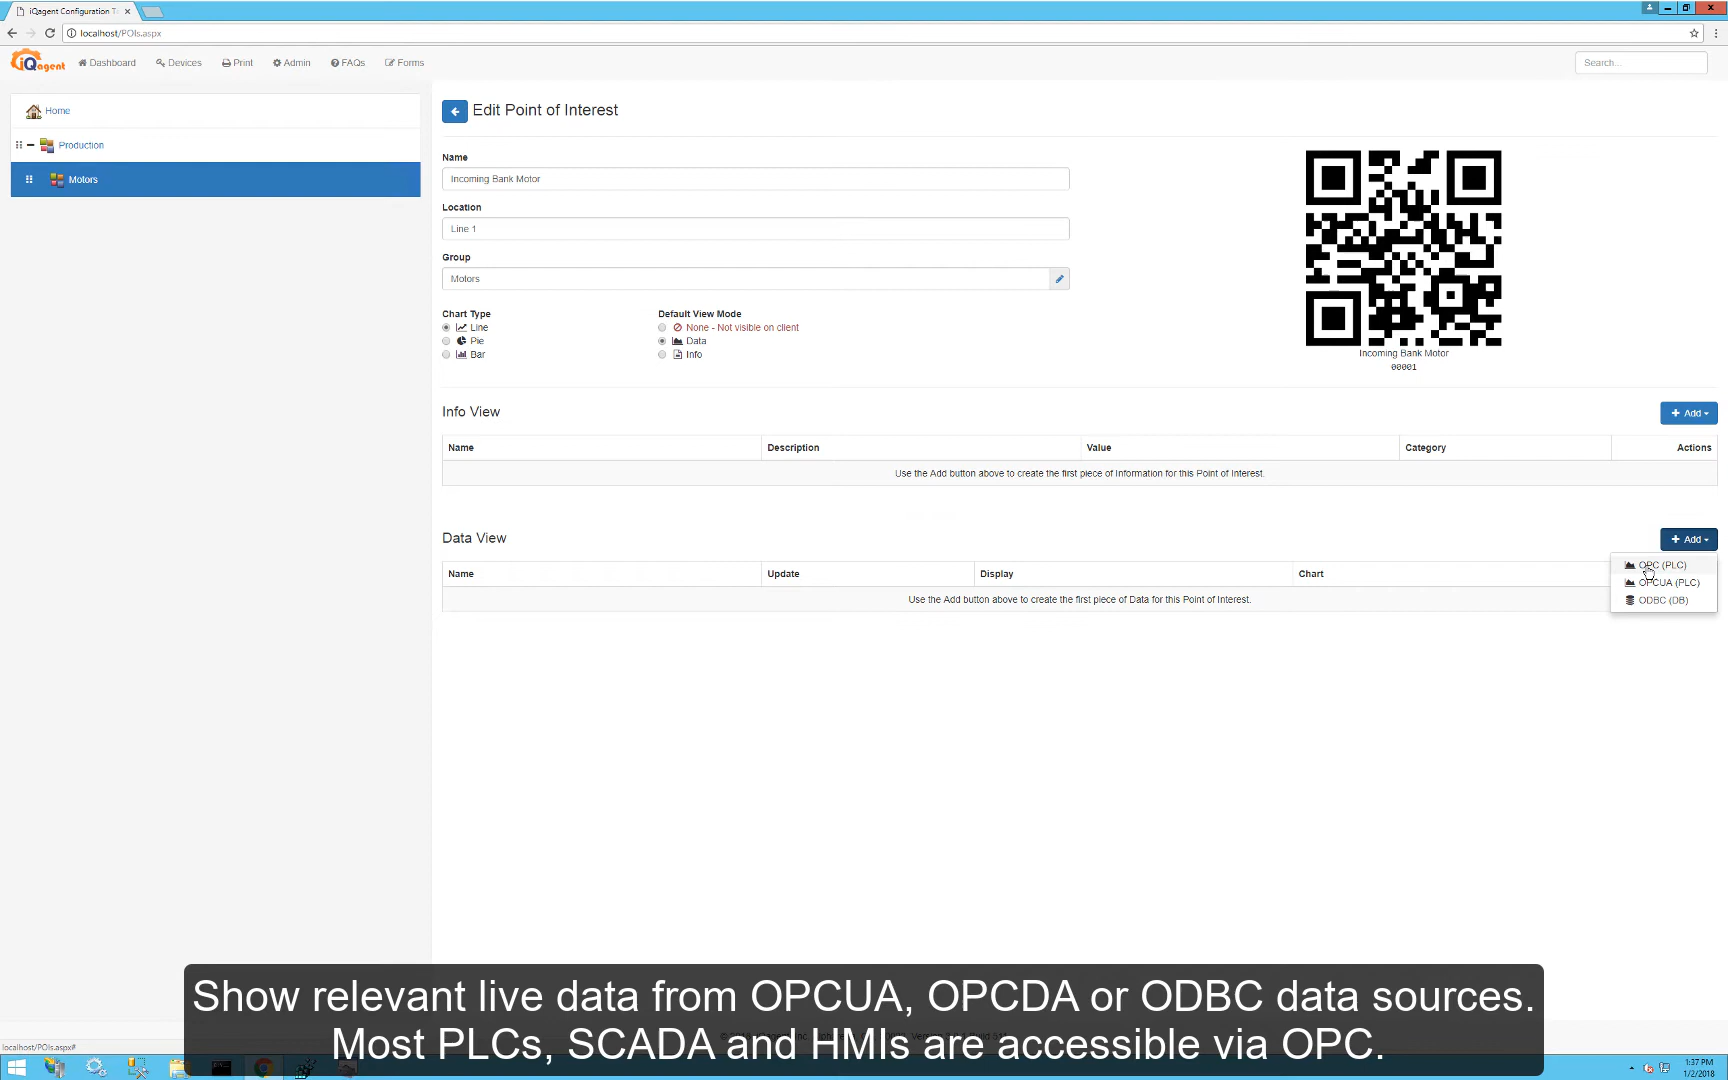 iQagent Configuration T
localhost/POIs.aspx
iQagent
Dashboard
Devices
Print
Admin
FAQs
Forms
Search...
Home
Production
Motors
Edit Point of Interest
Name
Incoming Bank Motor
Location
Line 1
Group
Motors
Chart Type
Line
Pie
Bar
Default View Mode
None - Not visible on client
Data
Info
Incoming Bank Motor
00001
Info View
Add
Name Description Value Category Actions
Use the Add button above to create the first piece of Information for this Point of Interest.
Data View
Add
Name Update Display Chart
Use the Add button above to create the first piece of Data for this Point of Interest.
OPC (PLC)
OPCUA (PLC)
ODBC (DB)
Show relevant live data from OPCUA, OPCDA or ODBC data sources.
Most PLCs, SCADA and HMIs are accessible via OPC.
localhost/POIs.aspx#
1:37 PM
1/2/2018